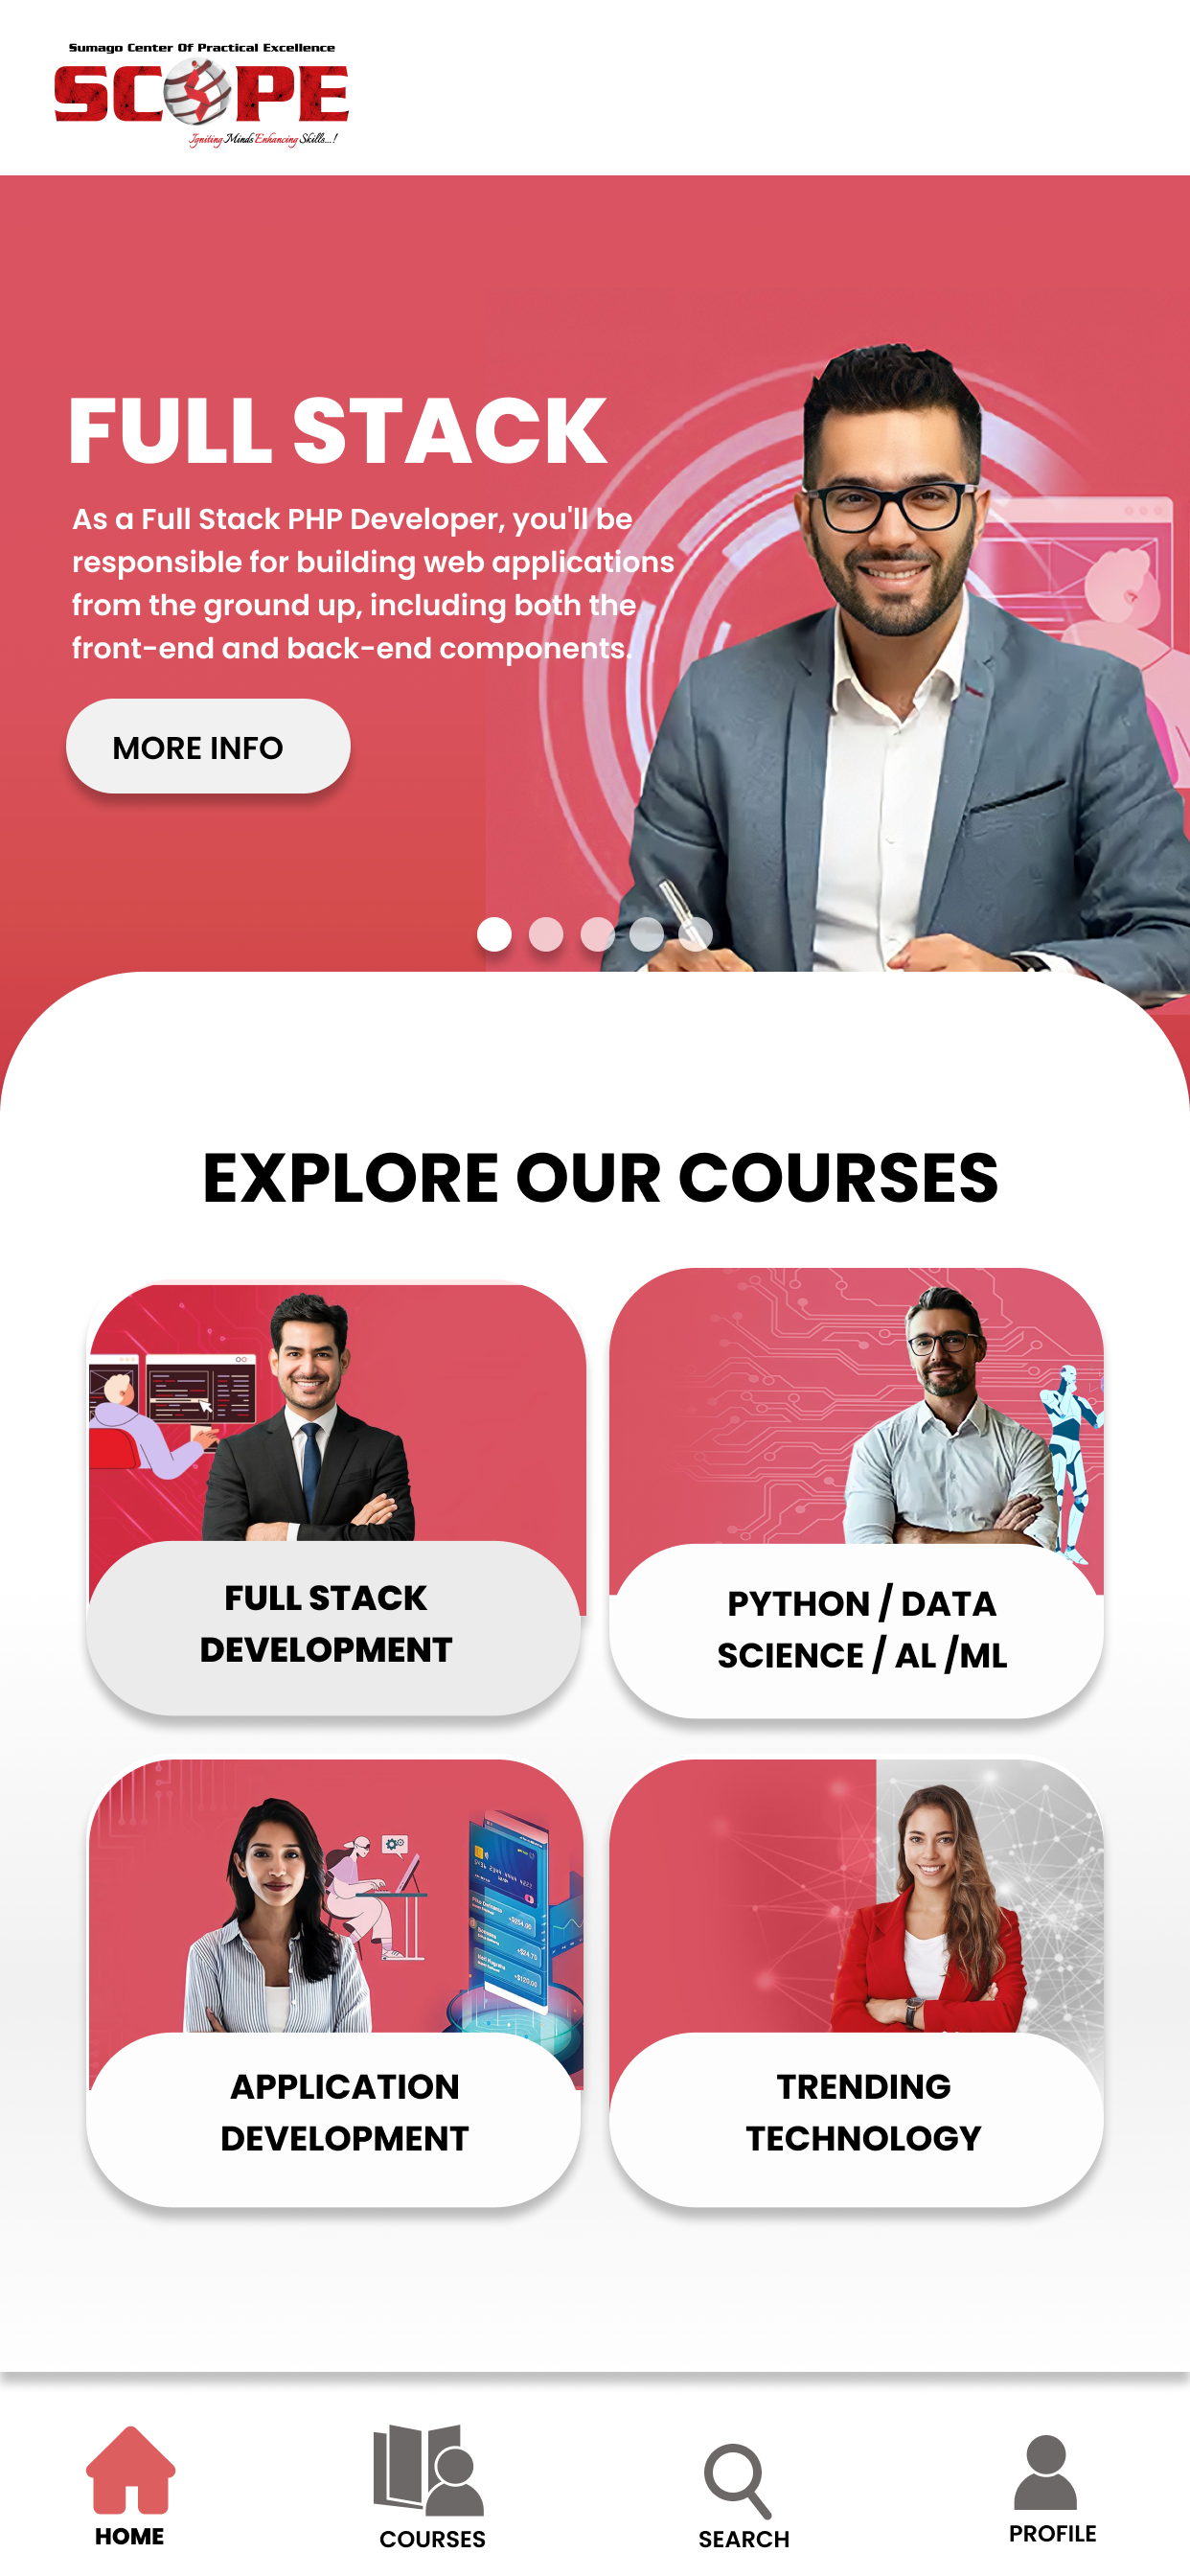 Sumago Center Of Practical Excellence
SCOPE
Igniting Minds Enhancing Skills...!
FULL STACK
As a Full Stack PHP Developer, you'll be
responsible for building web applications
from the ground up, including both the
front-end and back-end components.
MORE INFO
EXPLORE OUR COURSES
FULL STACK
DEVELOPMENT
PYTHON / DATA
SCIENCE / AL /ML
APPLICATION
DEVELOPMENT
TRENDING
TECHNOLOGY
HOME
COURSES
SEARCH
PROFILE